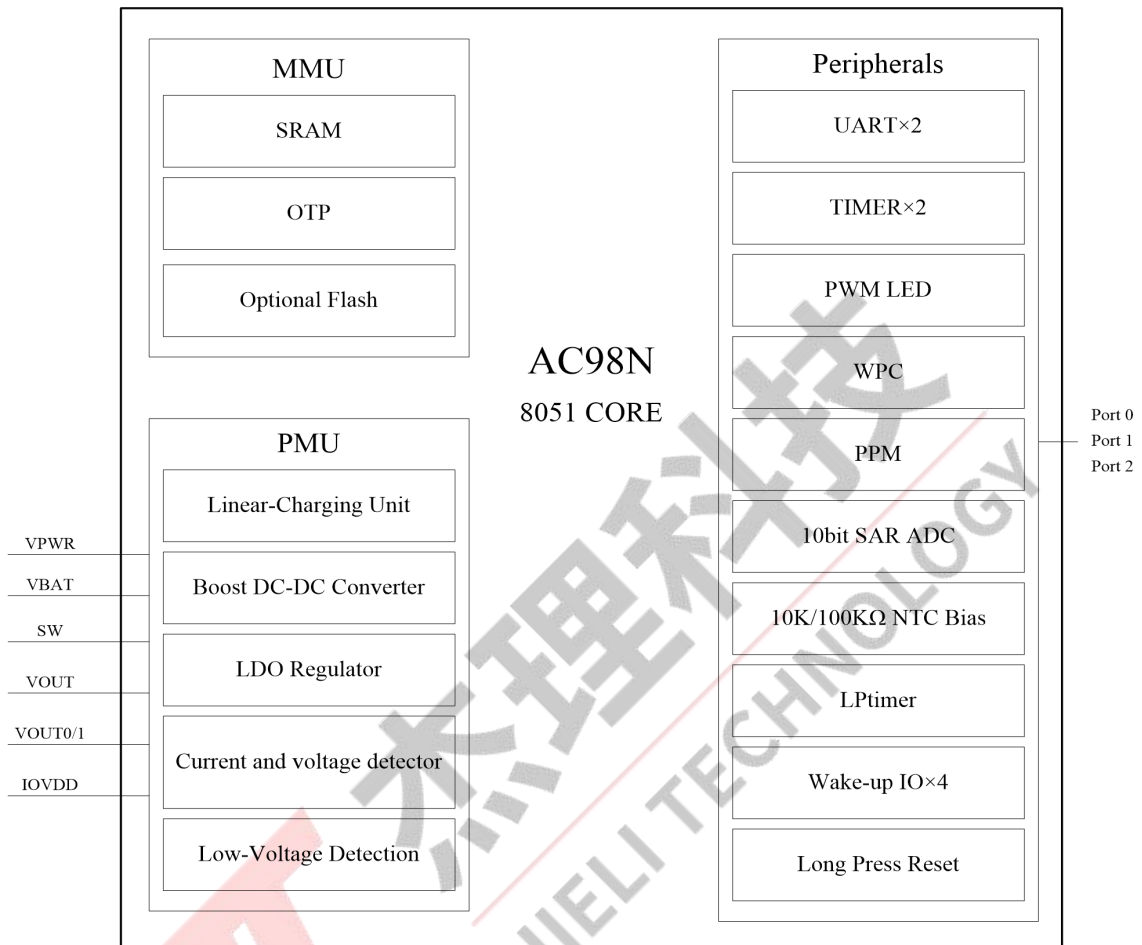 MMU
SRAM
OTP
Optional Flash
AC98N
8051 CORE
PMU
Linear-Charging Unit
Boost DC-DC Converter
LDO Regulator
Current and voltage detector
Low-Voltage Detection
VPWR
VBAT
SW
VOUT
VOUT0/1
IOVDD
Peripherals
UART×2
TIMER×2
PWM LED
WPC
PPM
10bit SAR ADC
10K/100KΩ NTC Bias
LPtimer
Wake-up IO×4
Long Press Reset
Port 0
Port 1
Port 2
杰理科技
JIELI TECHNOLOGY